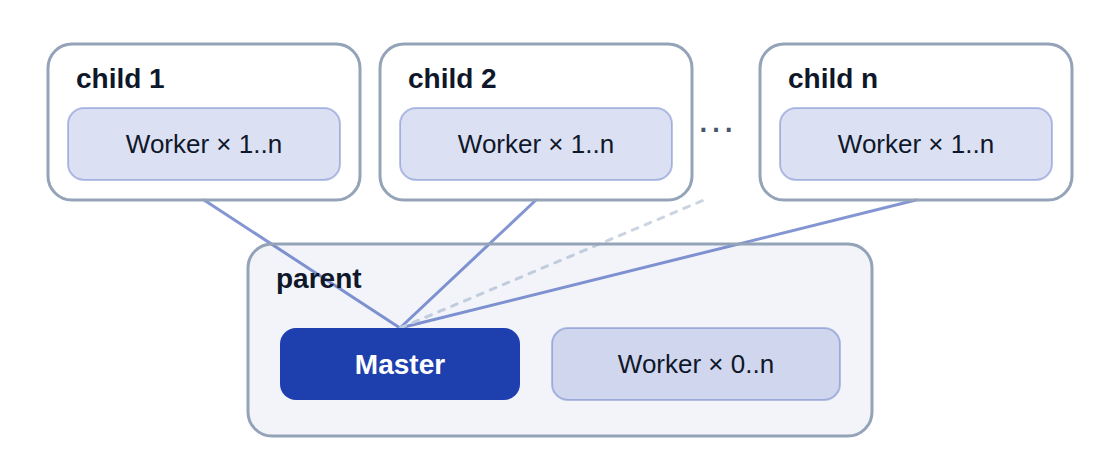 child 1
Worker × 1..n
child 2
Worker × 1..n
...
child n
Worker × 1..n
parent
Master
Worker × 0..n